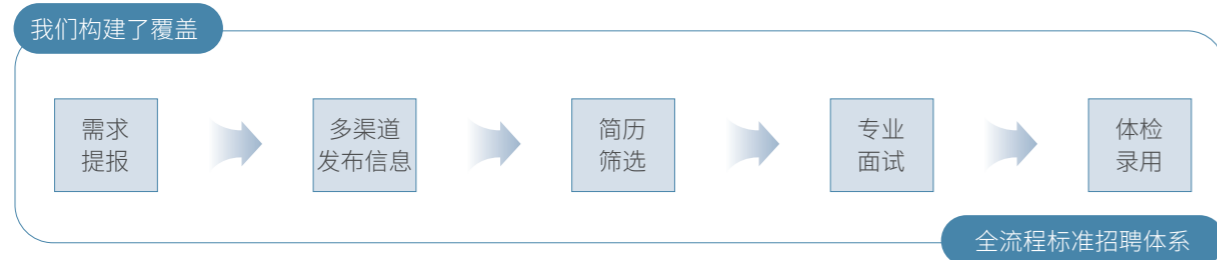 我们构建了覆盖
需求
提报
多渠道
发布信息
简历
筛选
专业
面试
体检
录用
全流程标准招聘体系